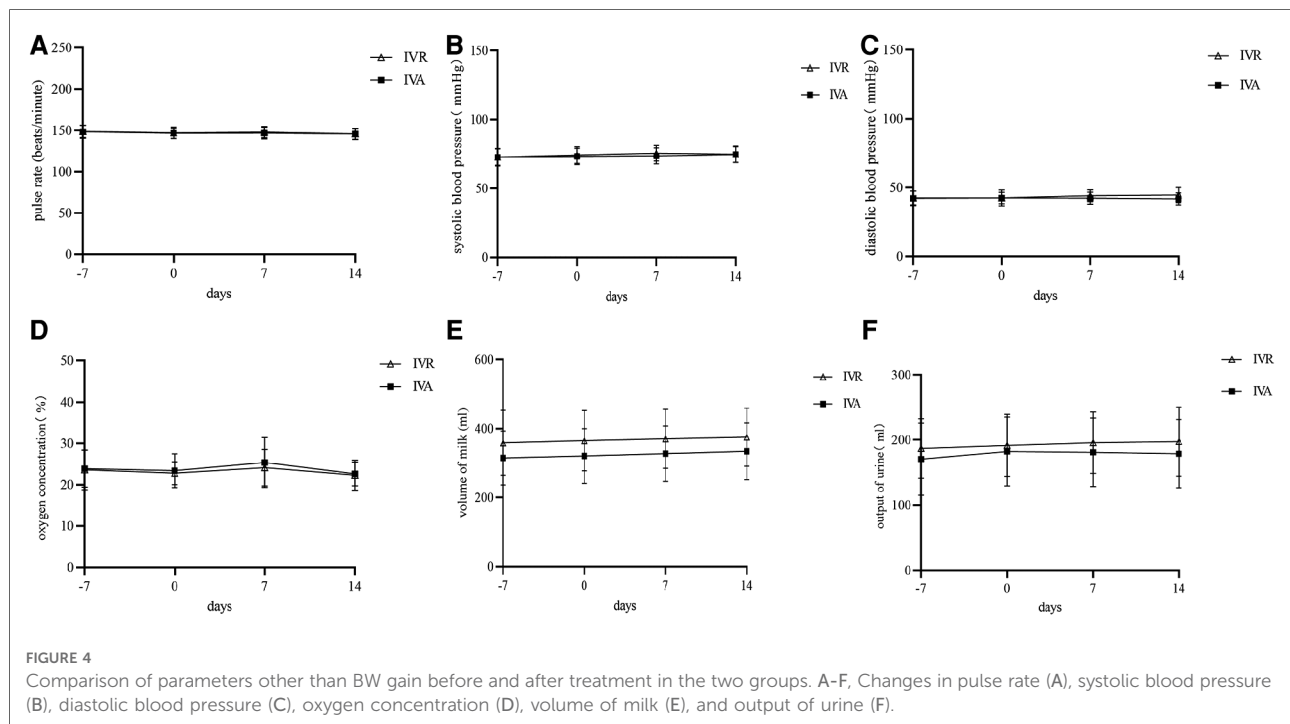 A
250
200
150
100
50
0
pulse rate (beats/minute)
-7 0 7 14
days
IVR
IVA
B
150
100
50
0
systolic blood pressure ( mmHg)
-7 0 7 14
days
IVR
IVA
C
150
100
50
0
diastolic blood pressure ( mmHg)
-7 0 7 14
days
IVR
IVA
D
50
40
30
20
10
0
oxygen concentration ( %)
-7 0 7 14
days
IVR
IVA
E
600
400
200
0
volume of milk (ml)
-7 0 7 14
days
IVR
IVA
F
300
200
100
0
output of urine ( ml)
-7 0 7 14
days
IVR
IVA
FIGURE 4
Comparison of parameters other than BW gain before and after treatment in the two groups. A-F, Changes in pulse rate (A), systolic blood pressure
(B), diastolic blood pressure (C), oxygen concentration (D), volume of milk (E), and output of urine (F).